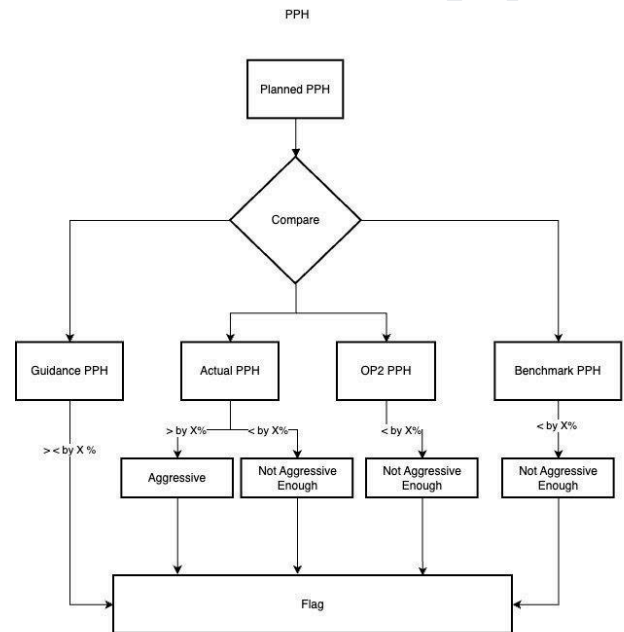 PPH
Planned PPH
Compare
Guidance PPH
Actual PPH
OP2 PPH
Benchmark PPH
> < by X %
> by X%
< by X%
< by X%
< by X%
Aggressive
Not Aggressive
Enough
Not Aggressive
Enough
Not Aggressive
Enough
Flag